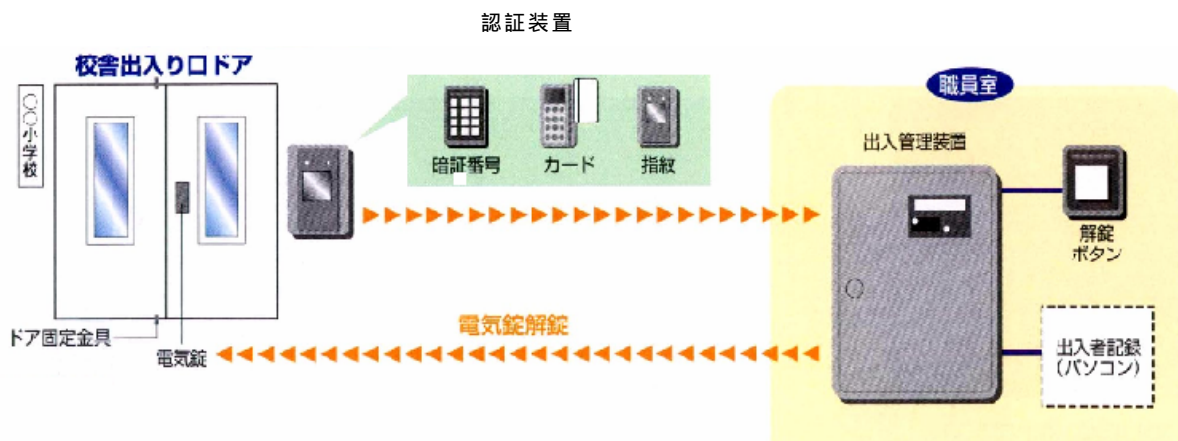 認証装置
校舎出入り口ドア
職員室
〇〇小学校
暗証番号
カード
指紋
出入管理装置
解錠
ボタン
電気錠解錠
ドア固定金具
電気錠
出入者記録
(パソコン)